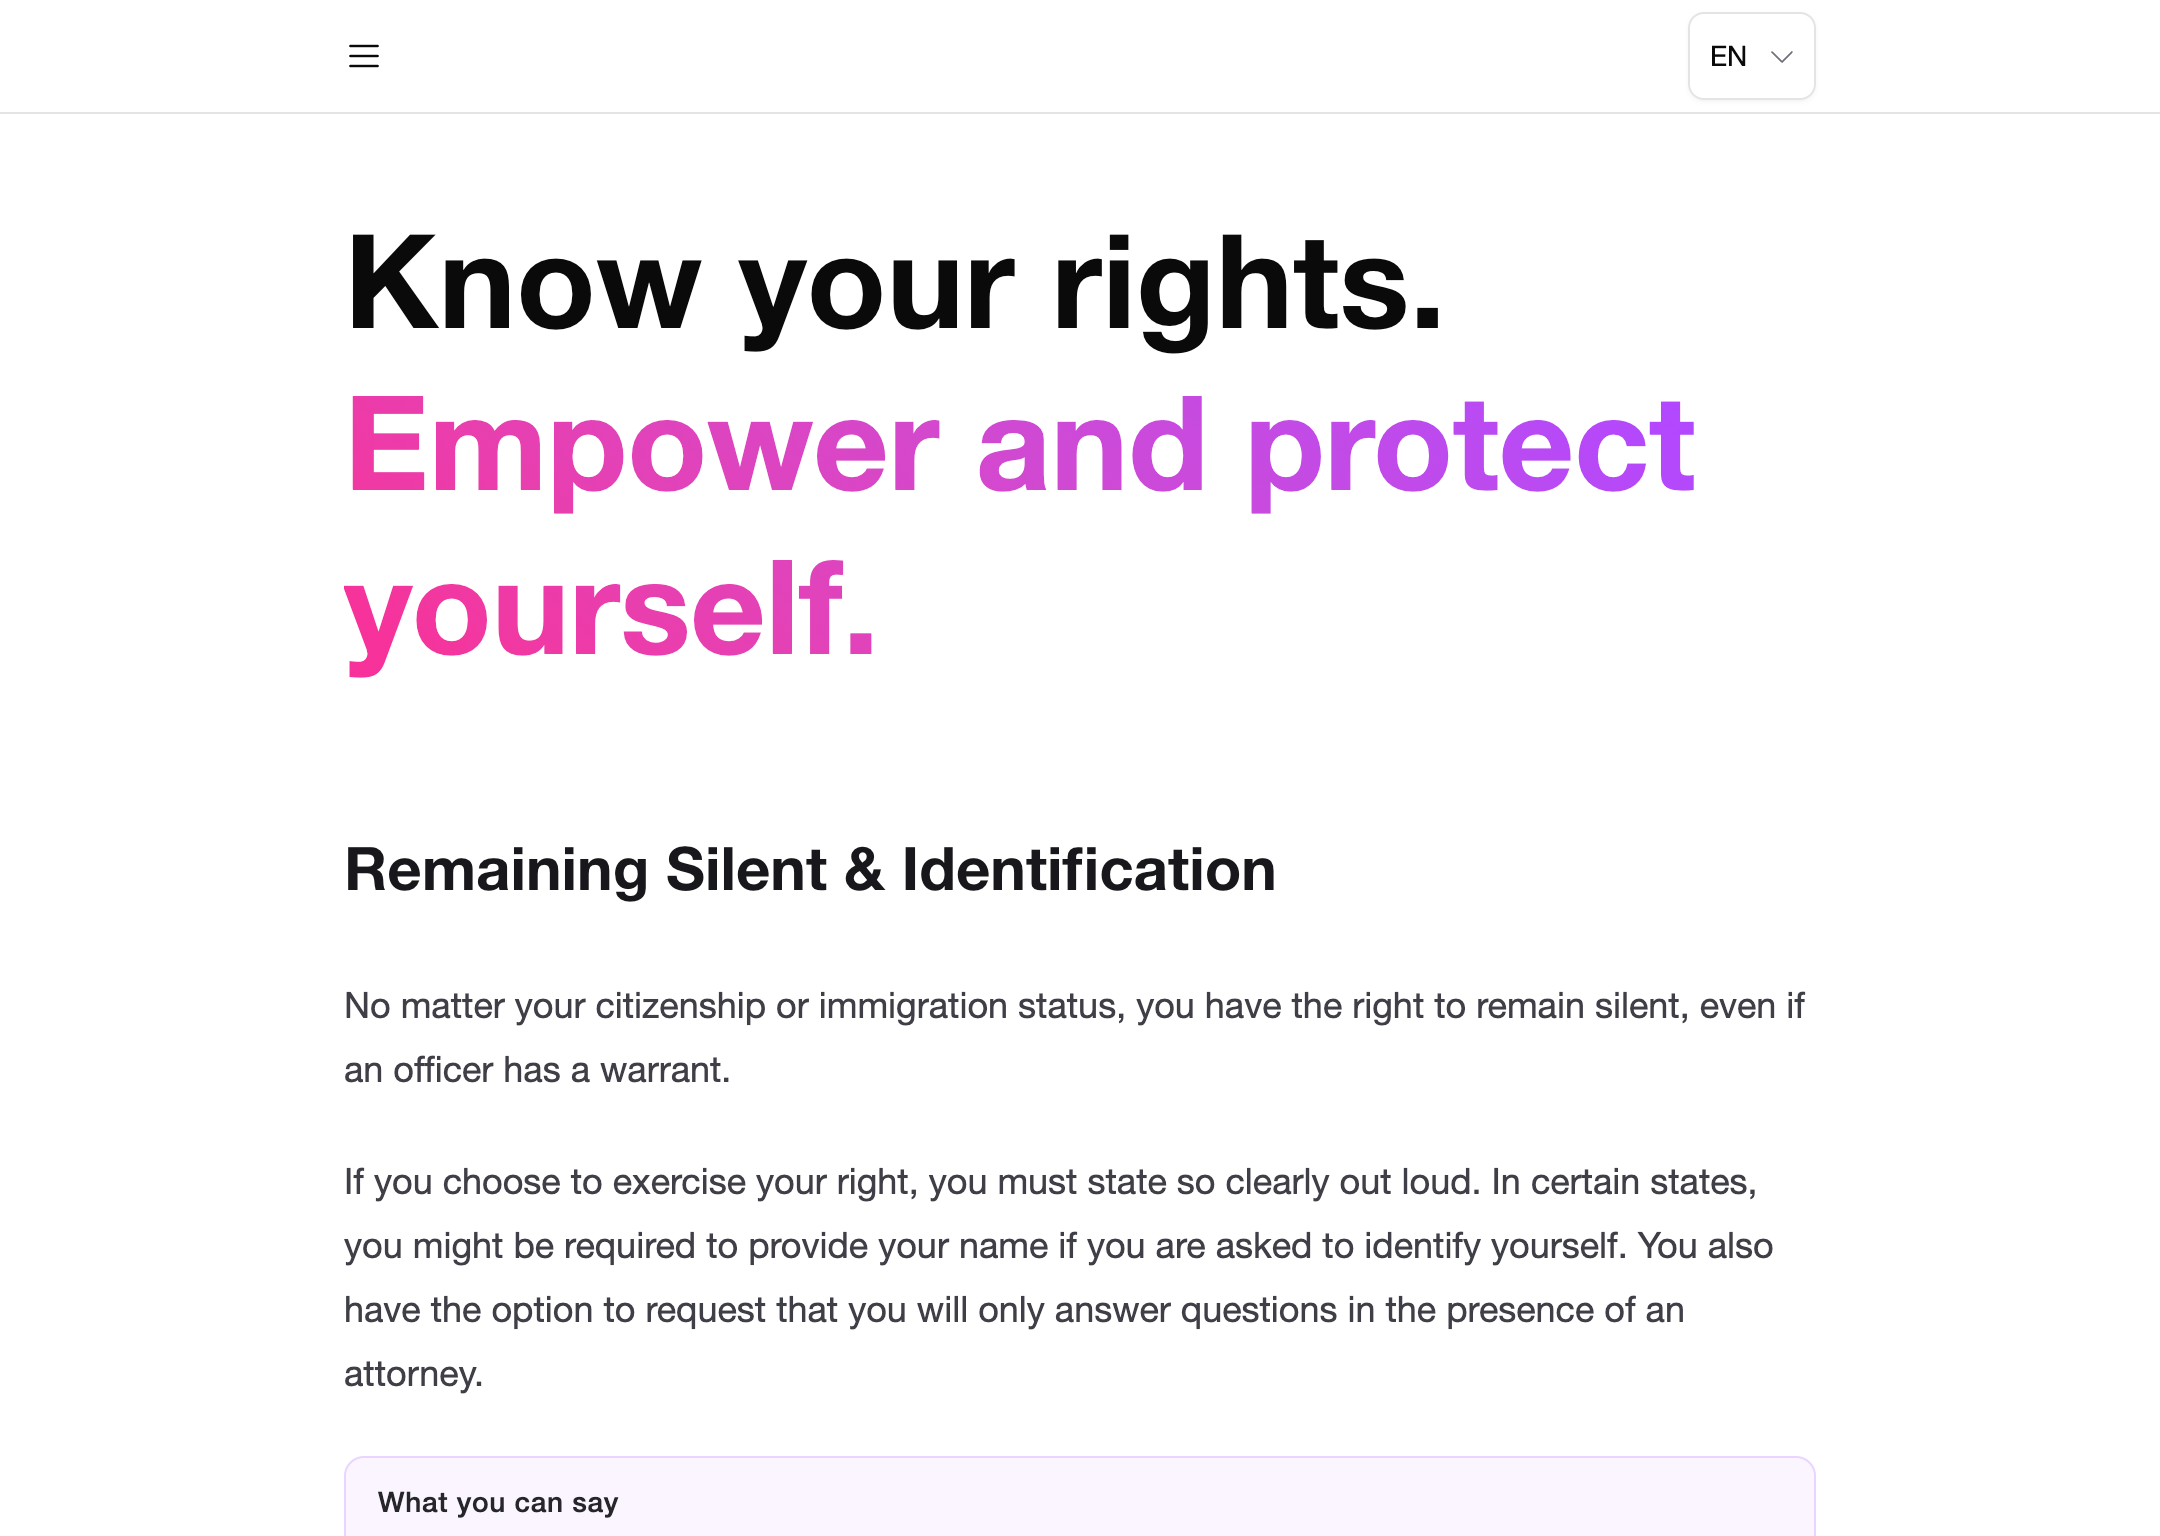 EN
Know your rights.
Empower and protect
yourself.
Remaining Silent & Identification
No matter your citizenship or immigration status, you have the right to remain silent, even if
an officer has a warrant.
If you choose to exercise your right, you must state so clearly out loud. In certain states,
you might be required to provide your name if you are asked to identify yourself. You also
have the option to request that you will only answer questions in the presence of an
attorney.
What you can say